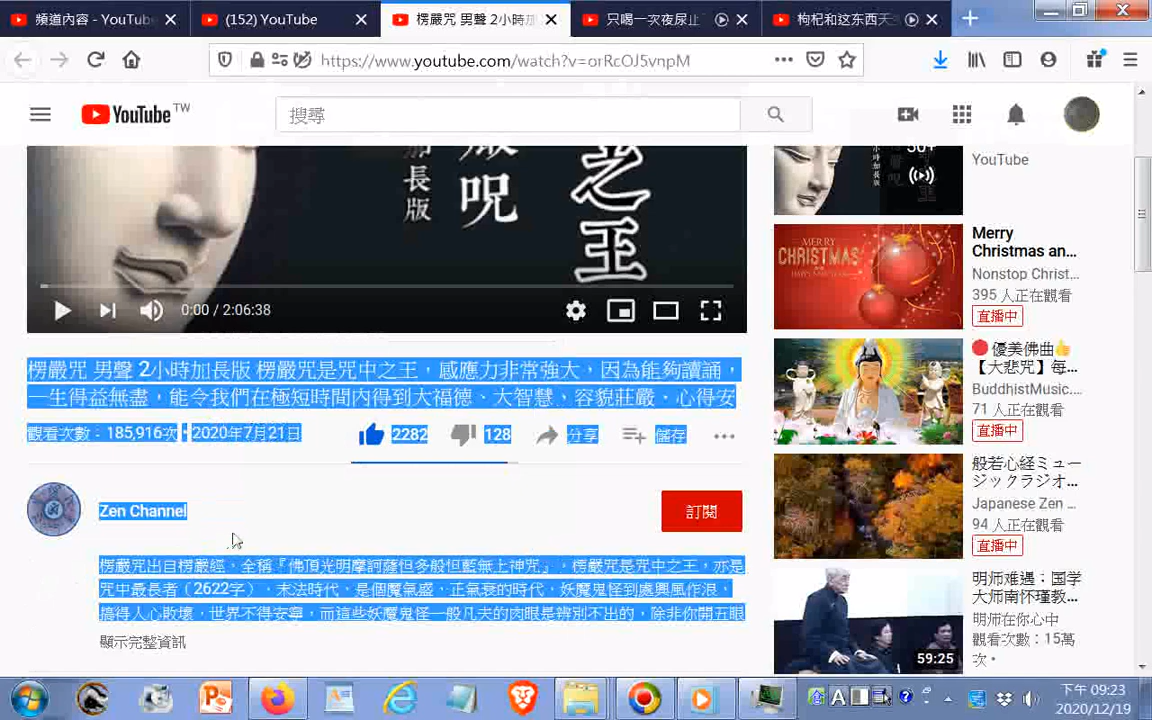 頻道內容 - YouTube
(152) YouTube
楞嚴咒 男聲 2小時加
只喝一次夜尿止
枸杞和这东西天
https://www.youtube.com/watch?v=orRcOJ5vnpM
YouTube TW
搜尋
之王
咒
加長版
0:00 / 2:06:38
楞嚴咒 男聲 2小時加長版 楞嚴咒是咒中之王，感應力非常強大，因為能夠讀誦，
一生得益無盡，能令我們在極短時間內得到大福德、大智慧、容貌莊嚴．心得安
觀看次數：185,916次 • 2020年7月21日
2282
128
分享
儲存
Zen Channel
訂閱
楞嚴咒出自楞嚴經，全稱『佛頂光明摩訶薩怛多般怛藍無上神咒』，楞嚴咒是咒中之王，亦是
咒中最長者（2622字），末法時代，是個魔氣盛，正氣衰的時代，妖魔鬼怪到處興風作浪，
搞得人心敗壞，世界不得安寧，而這些妖魔鬼怪一般凡夫的肉眼是辨別不出的，除非你開五眼
顯示完整資訊
50+
YouTube
MERRY
CHRISTMAS
Merry
Christmas an...
Nonstop Christ...
395 人正在觀看
直播中
優美佛曲👍
【大悲咒】每...
BuddhistMusic...
71 人正在觀看
直播中
般若心経ミュー
ジックラジオ...
Japanese Zen ...
94 人正在觀看
直播中
明师难遇；国学
大师南怀瑾教...
明师在你心中
觀看次數：15萬
次 •
59:25
下午 09:23
2020/12/19